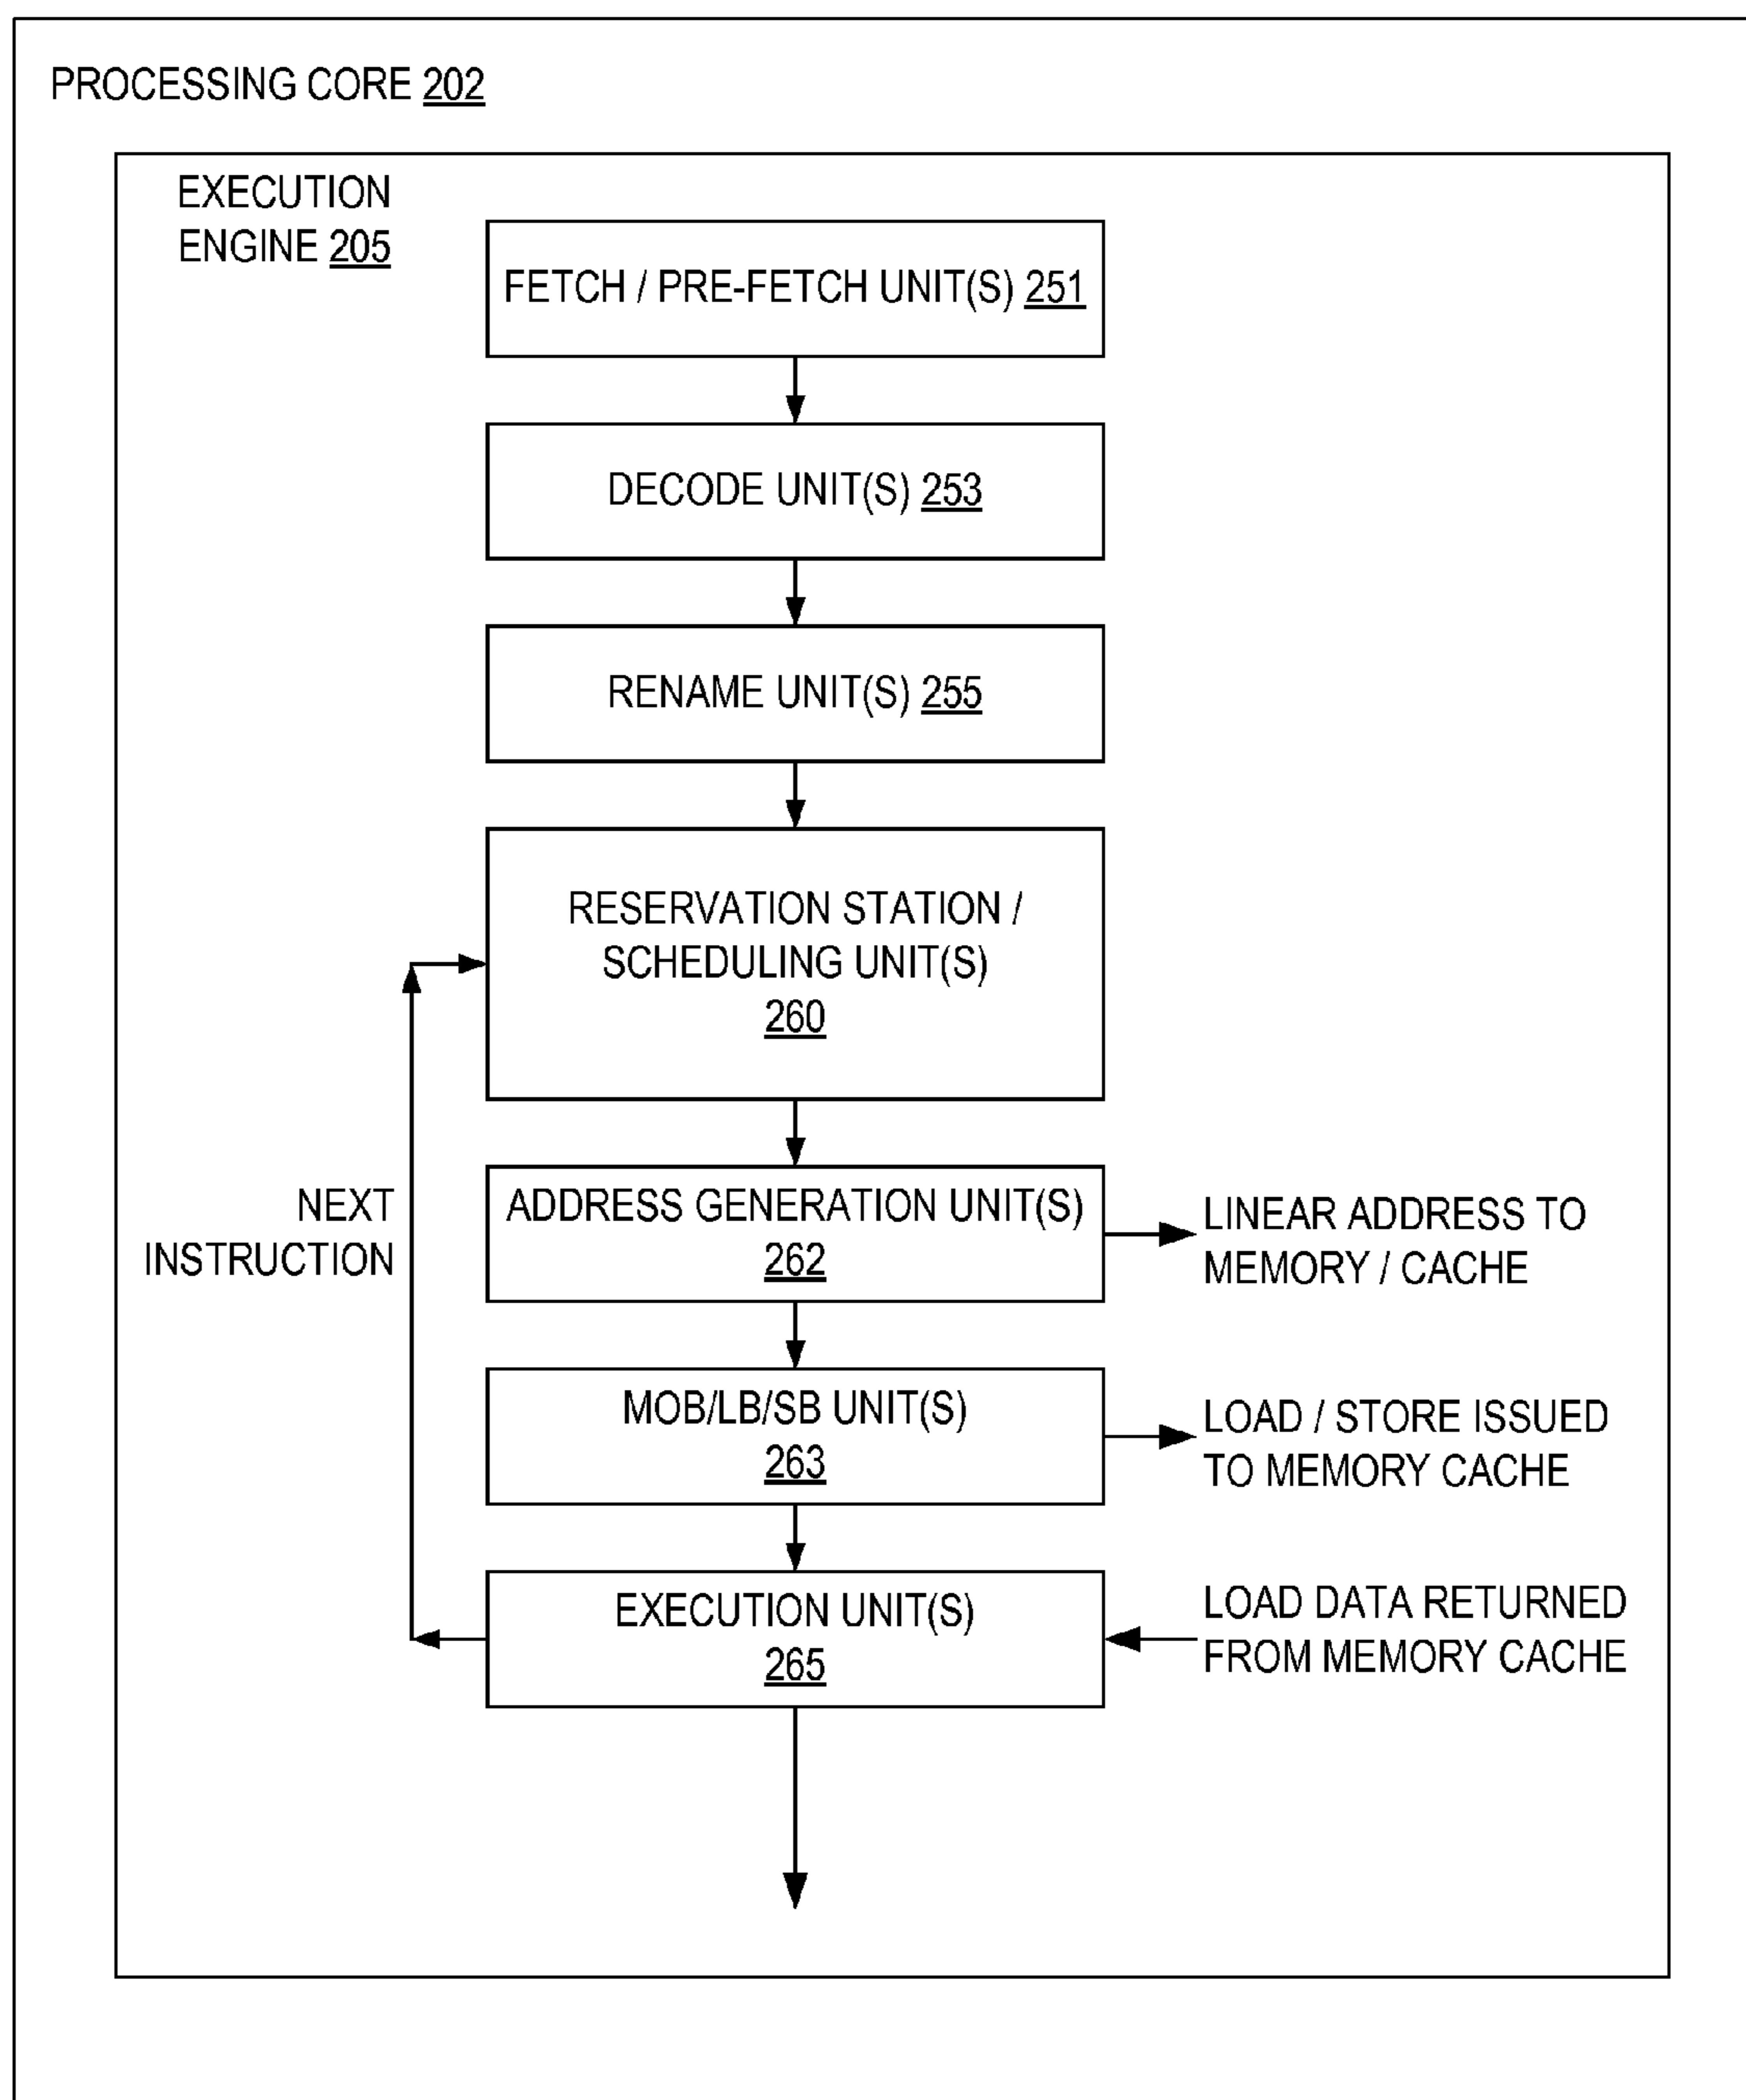 PROCESSING CORE 202
EXECUTION
ENGINE 205
FETCH / PRE-FETCH UNIT(S) 251
DECODE UNIT(S) 253
RENAME UNIT(S) 255
RESERVATION STATION /
SCHEDULING UNIT(S)
260
NEXT
INSTRUCTION
ADDRESS GENERATION UNIT(S)
262
LINEAR ADDRESS TO
MEMORY / CACHE
MOB/LB/SB UNIT(S)
263
LOAD / STORE ISSUED
TO MEMORY CACHE
EXECUTION UNIT(S)
265
LOAD DATA RETURNED
FROM MEMORY CACHE